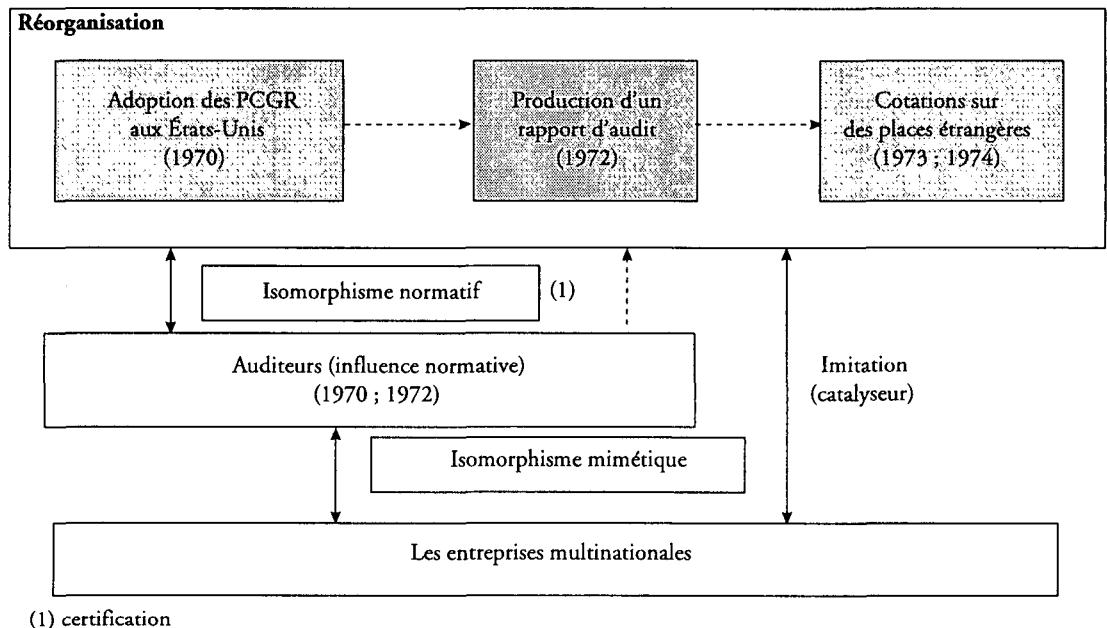 Réorganisation
Adoption des PCGR
aux États-Unis
(1970)
Production d'un
rapport d'audit
(1972)
Cotations sur
des places étrangères
(1973 ; 1974)
Isomorphisme normatif
(1)
Auditeurs (influence normative)
(1970 ; 1972)
Imitation
(catalyseur)
Isomorphisme mimétique
Les entreprises multinationales
(1) certification